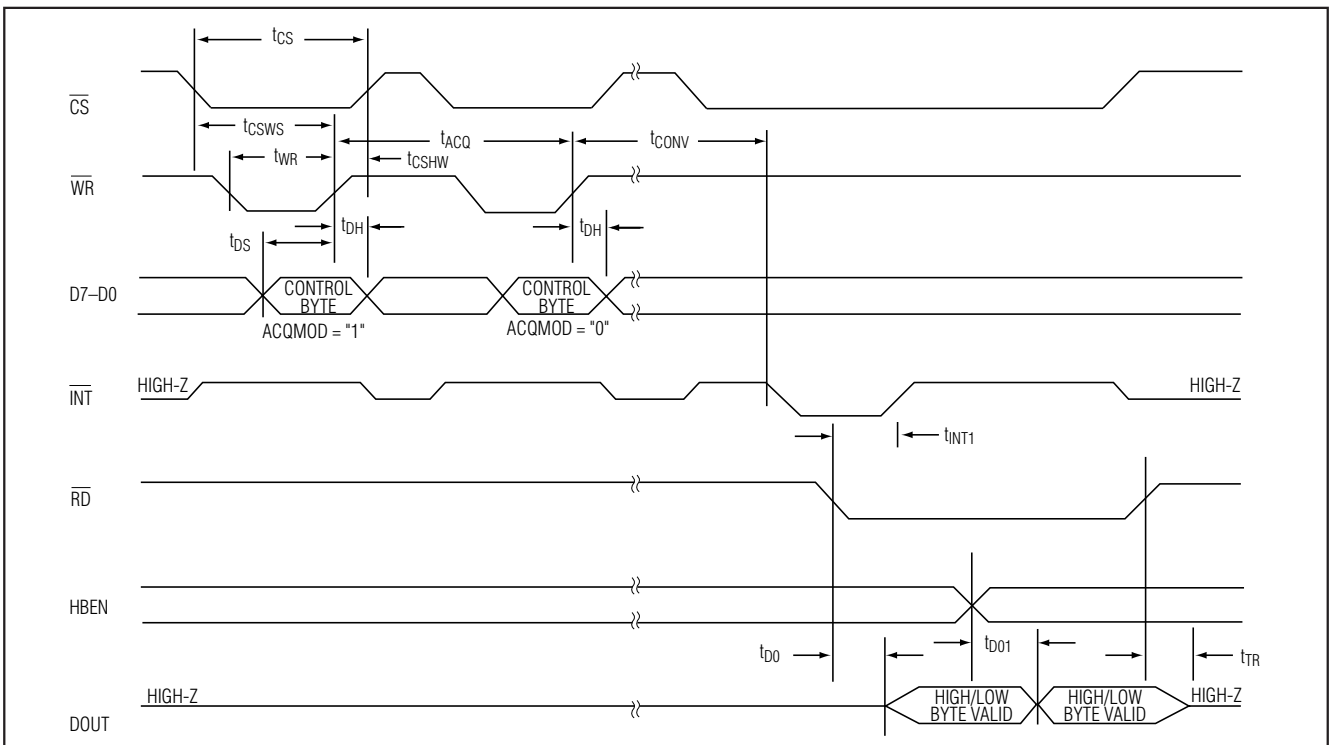 tCS
CS
tCSWS
tACQ
tCONV
tWR
tCSHW
WR
tDH
tDH
tDS
D7–D0
CONTROL
BYTE
CONTROL
BYTE
ACQMOD = "1"
ACQMOD = "0"
HIGH-Z
HIGH-Z
INT
tINT1
RD
HBEN
tD0
tD01
tTR
HIGH-Z
HIGH/LOW
BYTE VALID
HIGH/LOW
BYTE VALID
HIGH-Z
DOUT